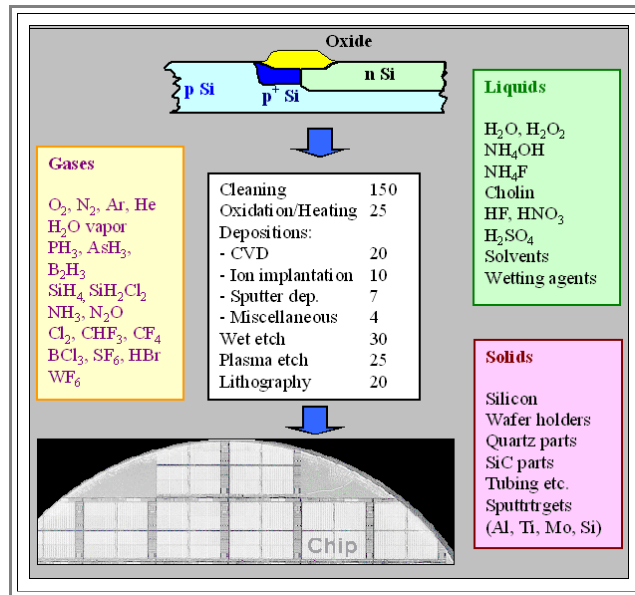 Oxide
p Si
p⁺ Si
n Si
Gases
O₂, N₂, Ar, He
H₂O vapor
PH₃, AsH₃,
B₂H₃
SiH₄, SiH₂Cl₂
NH₃, N₂O
Cl₂, CHF₃, CF₄
BCl₃, SF₆, HBr
WF₆
Cleaning 150
Oxidation/Heating 25
Depositions:
- CVD 20
- Ion implantation 10
- Sputter dep. 7
- Miscellaneous 4
Wet etch 30
Plasma etch 25
Lithography 20
Liquids
H₂O, H₂O₂
NH₄OH
NH₄F
Cholin
HF, HNO₃
H₂SO₄
Solvents
Wetting agents
Solids
Silicon
Wafer holders
Quartz parts
SiC parts
Tubing etc.
Sputtrtrgets
(Al, Ti, Mo, Si)
Chip